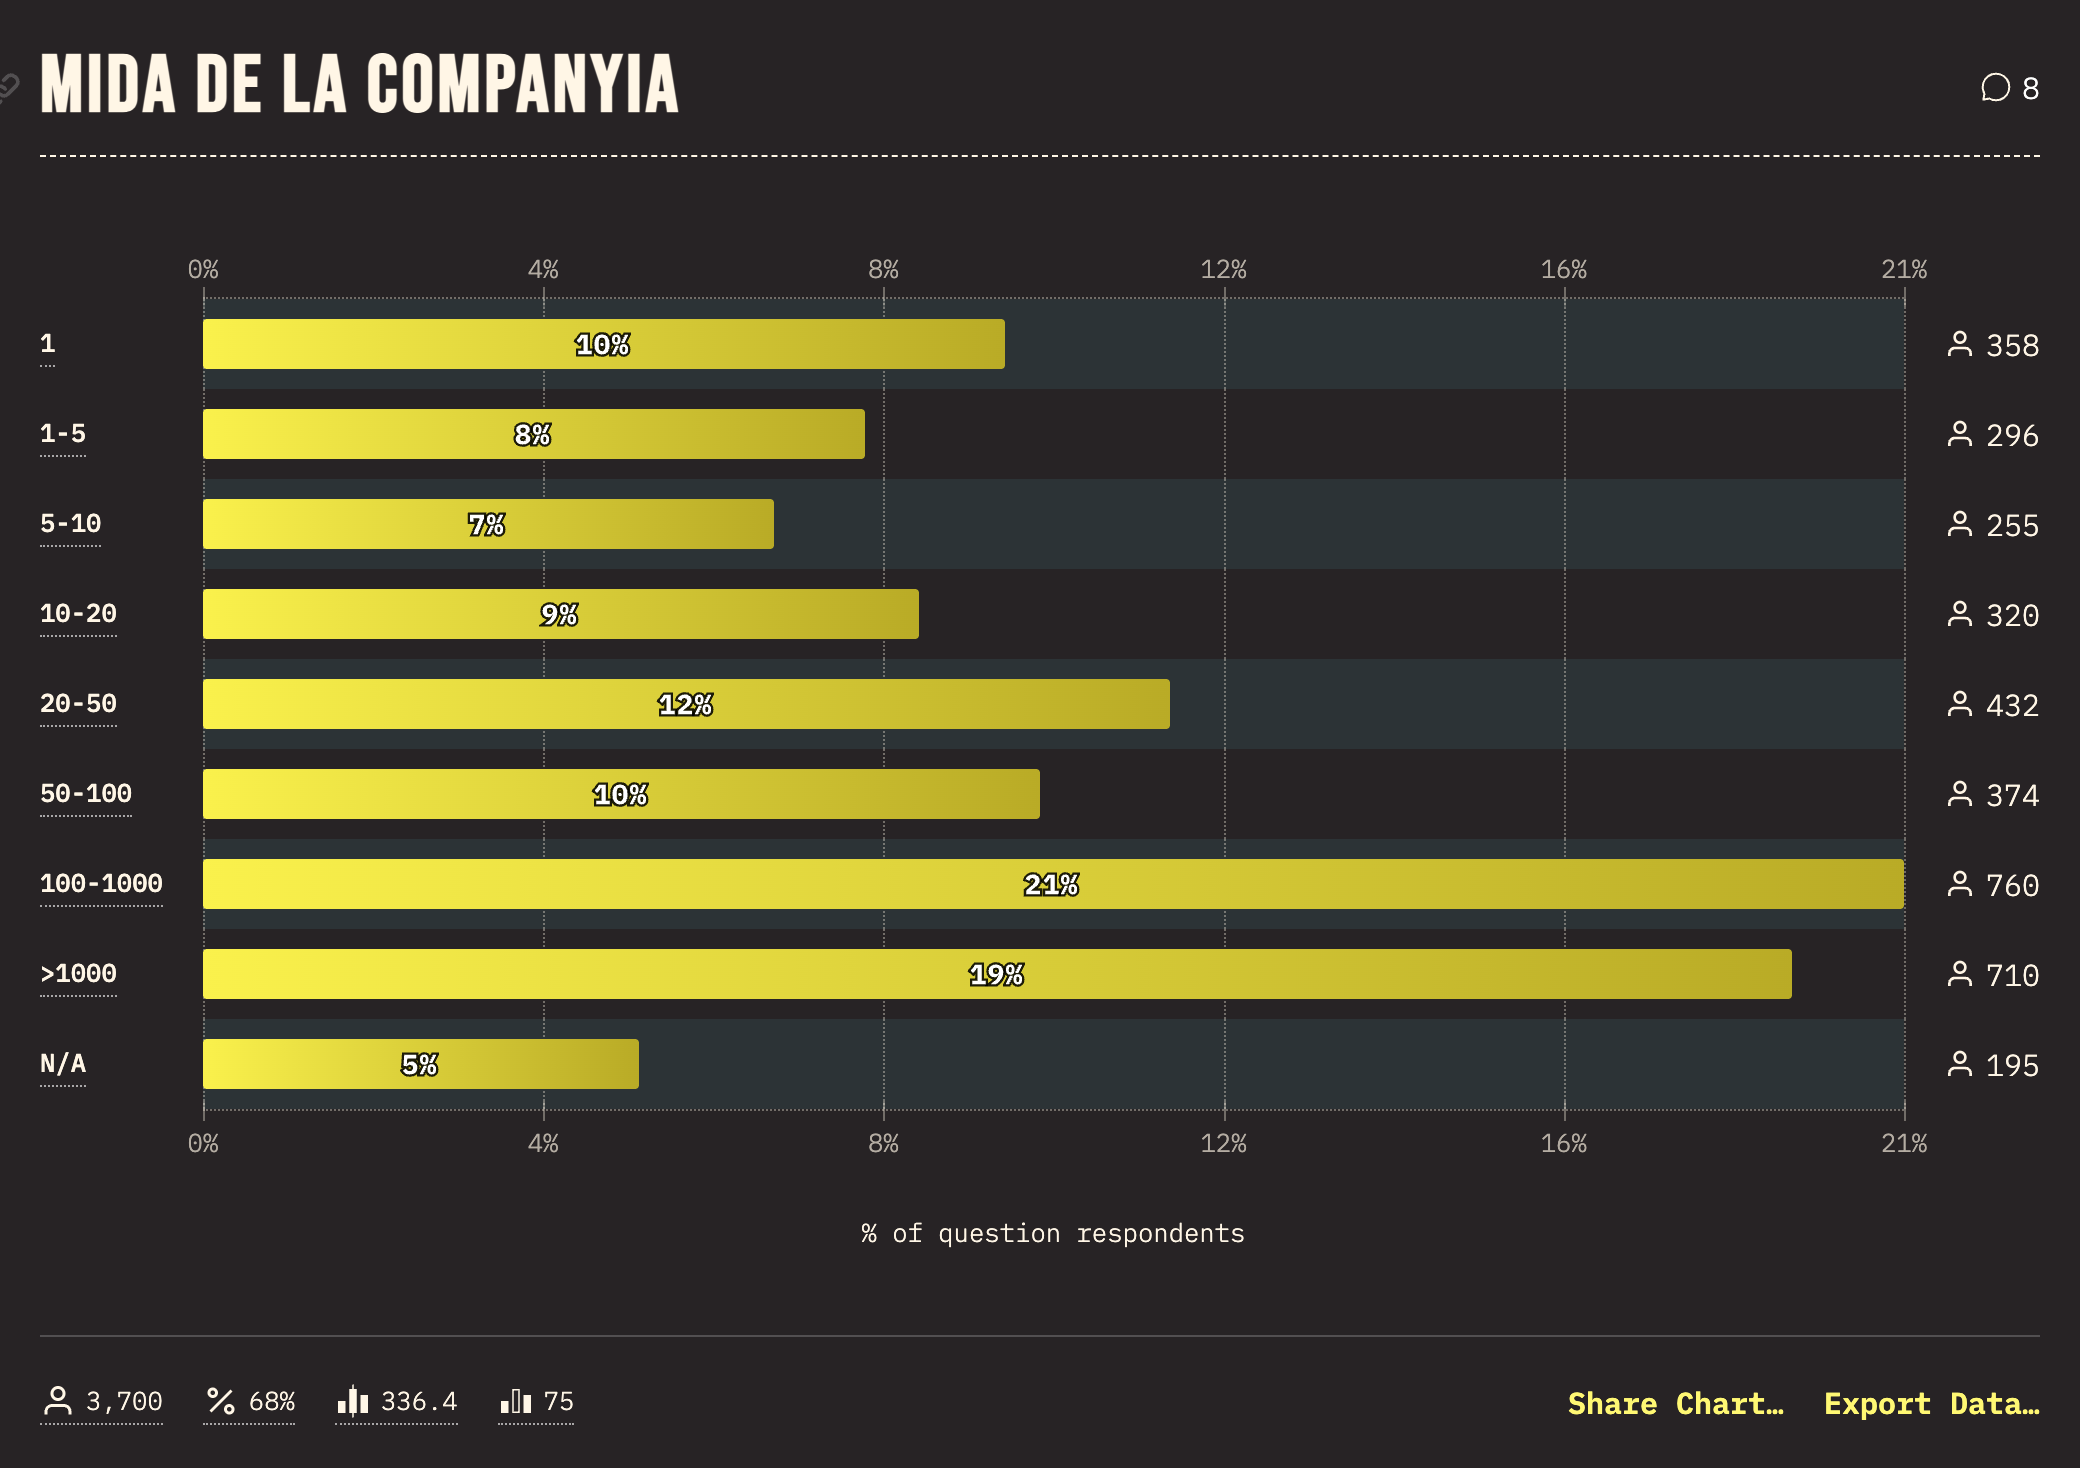 MIDA DE LA COMPANYIA
8
0% 4% 8% 12% 16% 21%
1 10% 358
1-5 8% 296
5-10 7% 255
10-20 9% 320
20-50 12% 432
50-100 10% 374
100-1000 21% 760
>1000 19% 710
N/A 5% 195
0% 4% 8% 12% 16% 21%
% of question respondents
3,700 68% 336.4 75 Share Chart… Export Data…